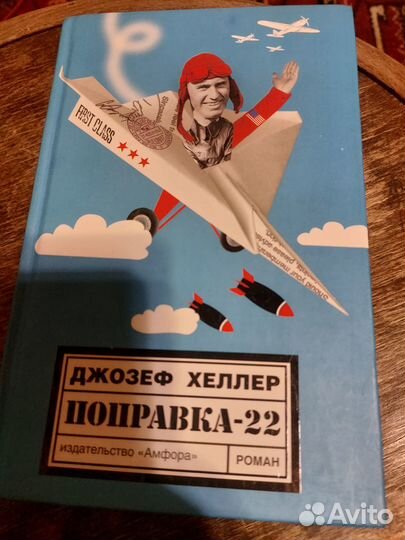 FIRST CLASS
ДЖОЗЕФ ХЕЛЛЕР
ПОПРАВКА-22
издательство «Амфора»
РОМАН
Avito